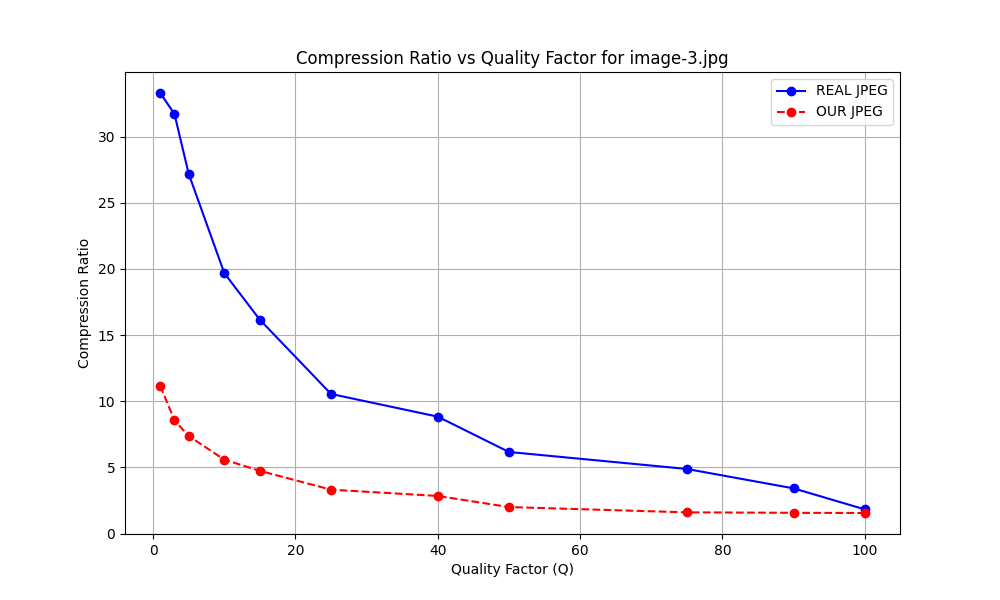 Compression Ratio vs Quality Factor for image-3.jpg
REAL JPEG
OUR JPEG
Compression Ratio
30
25
20
15
10
5
0
0 20 40 60 80 100
Quality Factor (Q)